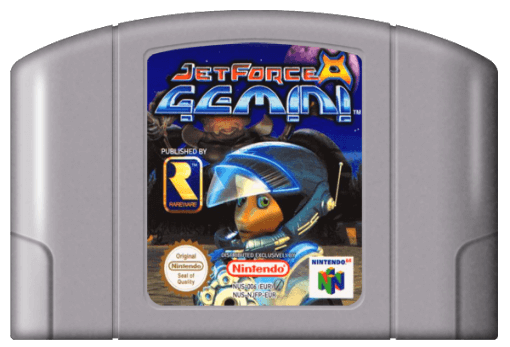 JETFORCE
GEMINI
TM
PUBLISHED BY
R
RAREWARE
Original
Nintendo
Seal of
Quality
DISTRIBUTED EXCLUSIVELY BY
Nintendo
NUS-006 (EUR)
NUS-NJFP-EUR
NINTENDO 64
N